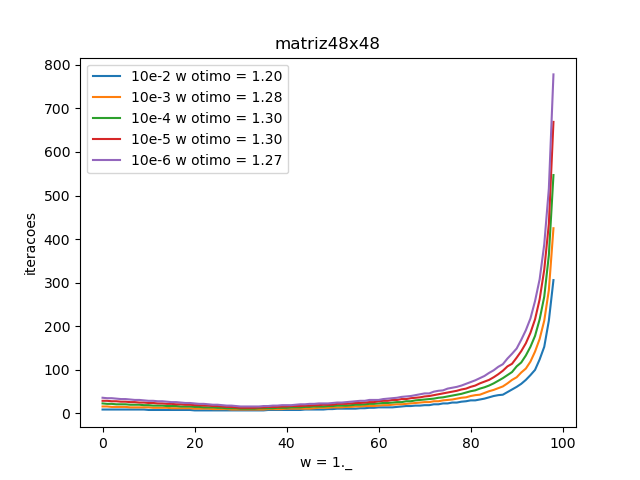 matriz48x48
10e-2 w otimo = 1.20
10e-3 w otimo = 1.28
10e-4 w otimo = 1.30
10e-5 w otimo = 1.30
10e-6 w otimo = 1.27
iteracoes
800
700
600
500
400
300
200
100
0
0 20 40 60 80 100
w = 1._